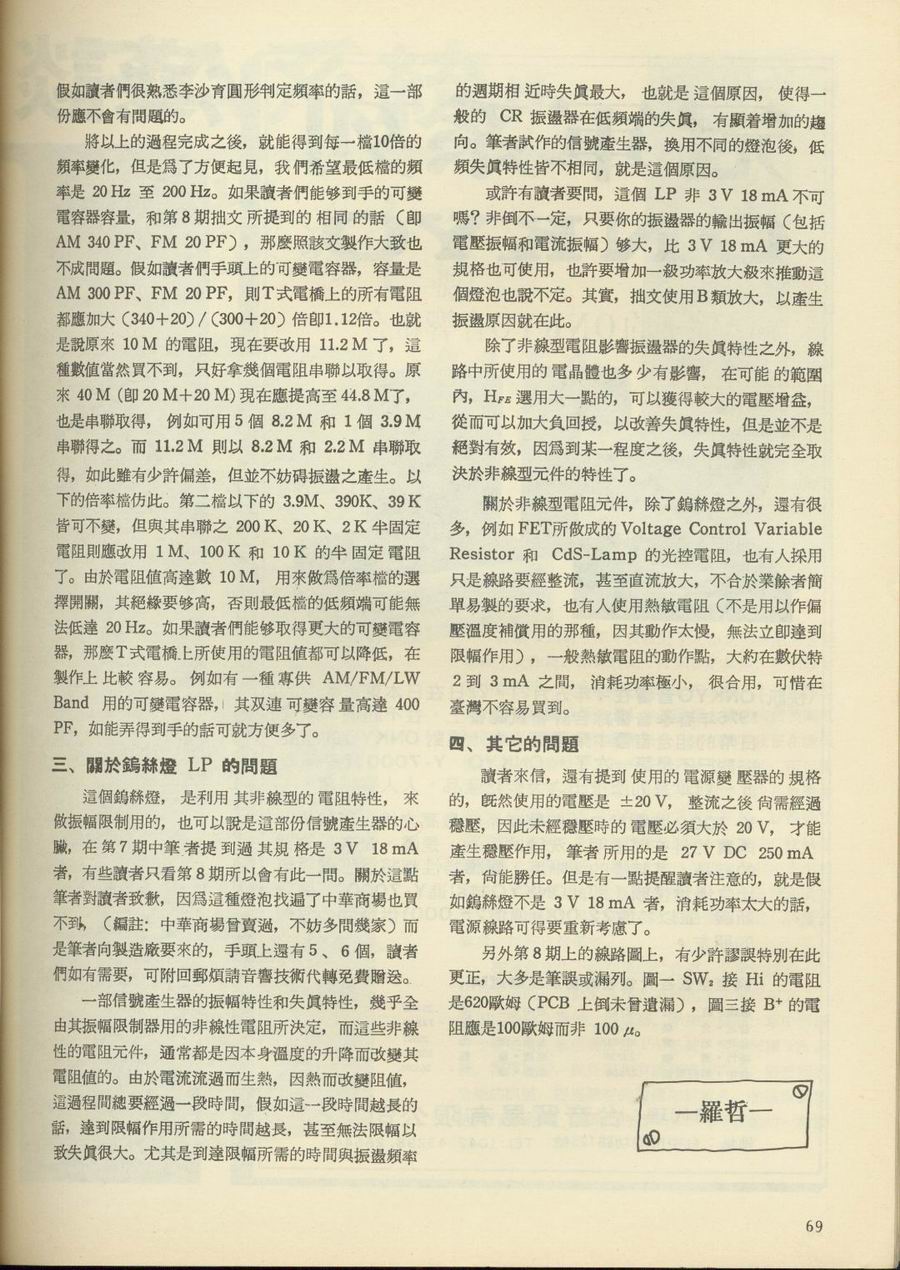 假如讀者們很熟悉李沙育圓形判定頻率的話，這一部
份應不會有問題的。
將以上的過程完成之後，就能得到每一檔10倍的
頻率變化，但是爲了方便起見，我們希望最低檔的頻
率是 20 Hz 至 200 Hz。如果讀者們能够到手的可變
電容器容量，和第 8 期拙文所提到的相同的話（卽
AM 340 PF、FM 20 PF），那麼照該文製作大致也
不成問題。假如讀者們手頭上的可變電容器，容量是
AM 300 PF、FM 20 PF，則T式電橋上的所有電阻
都應加大（340＋20）/（300＋20）倍卽1.12倍。也就
是說原來 10 M 的電阻，現在要改用 11.2 M 了，這
種數値當然買不到，只好拿幾個電阻串聯以取得。原
來 40 M (卽 20 M＋20 M) 現在應提高至 44.8 M了，
也是串聯取得，例如可用 5 個 8.2 M 和 1 個 3.9 M
串聯得之。而 11.2 M 則以 8.2 M 和 2.2 M 串聯取
得，如此雖有少許偏差，但並不妨碍振盪之產生。以
下的倍率檔仿此。第二檔以下的 3.9M、390K、39 K
皆可不變，但與其串聯之 200 K、20 K、2 K 半固定
電阻則應改用 1 M、100 K 和 10 K 的半固定電阻
了。由於電阻値高達數 10 M，用來做爲倍率檔的選
擇開關，其絕緣要够高，否則最低檔的低頻端可能無
法低達 20 Hz。如果讀者們能够取得更大的可變電容
器，那麼T式電橋上所使用的電阻値都可以降低，在
製作上比較容易。例如有一種專供 AM/FM/LW
Band 用的可變電容器，其双連可變容量高達 400
PF，如能弄得到手的話可就方便多了。
三、關於鎢絲燈 LP 的問題
這個鎢絲燈，是利用其非線型的電阻特性，來
做振幅限制用的，也可以說是這部份信號產生器的心
臟，在第 7 期中筆者提到過其規格是 3 V 18 mA
者，有些讀者只看第 8 期所以會有此一問。關於這點
筆者對讀者致歉，因爲這種燈泡找遍了中華商場也買
不到，（編註：中華商場曾賣過，不妨多問幾家）而
是筆者向製造廠要來的，手頭上還有 5 、 6 個，讀者
們如有需要，可附回郵煩請音響技術代轉免費贈送。
一部信號產生器的振幅特性和失眞特性，幾乎全
由其振幅限制器用的非線性電阻所決定，而這些非線
性的電阻元件，通常都是因本身溫度的升降而改變其
電阻値的。由於電流流過而生熱，因熱而改變阻値，
這過程間總要經過一段時間，假如這一段時間越長的
話，達到限幅作用所需的時間越長，甚至無法限幅以
致失眞很大。尤其是到達限幅所需的時間與振盪頻率
的週期相近時失眞最大，也就是這個原因，使得一
般的 CR 振盪器在低頻端的失眞，有顯着增加的趨
向。筆者試作的信號產生器，換用不同的燈泡後，低
頻失眞特性皆不相同，就是這個原因。
或許有讀者要問，這個 LP 非 3 V 18 mA 不可
嗎？非倒不一定，只要你的振盪器的輸出振幅（包括
電壓振幅和電流振幅）够大，比 3 V 18 mA 更大的
規格也可使用，也許要增加一級功率放大級來推動這
個燈泡也說不定。其實，拙文使用B類放大，以產生
振盪原因就在此。
除了非線型電阻影響振盪器的失眞特性之外，線
路中所使用的電晶體也多少有影響，在可能的範圍
內，H<sub>FE</sub> 選用大一點的，可以獲得較大的電壓增益，
從而可以加大負回授，以改善失眞特性，但是並不是
絕對有效，因爲到某一程度之後，失眞特性就完全取
決於非線型元件的特性了。
關於非線型電阻元件，除了鎢絲燈之外，還有很
多，例如 FET所做成的 Voltage Control Variable
Resistor 和 CdS-Lamp 的光控電阻，也有人採用
只是線路要經整流，甚至直流放大，不合於業餘者簡
單易製的要求，也有人使用熱敏電阻（不是用以作偏
壓溫度補償用的那種，因其動作太慢，無法立卽達到
限幅作用），一般熱敏電阻的動作點，大約在數伏特
2 到 3 mA 之間，消耗功率極小，很合用，可惜在
臺灣不容易買到。
四、其它的問題
讀者來信，還有提到使用的電源變壓器的規格
的，旣然使用的電壓是 ±20 V，整流之後尙需經過
穩壓，因此未經穩壓時的電壓必須大於 20 V，才能
產生穩壓作用，筆者所用的是 27 V DC 250 mA
者，尙能勝任。但是有一點提醒讀者注意的，就是假
如鎢絲燈不是 3 V 18 mA 者，消耗功率太大的話，
電源線路可得要重新考慮了。
另外第 8 期上的線路圖上，有少許謬誤特別在此
更正，大多是筆誤或漏列。圖一 SW₂ 接 Hi 的電阻
是620歐姆（PCB 上倒未曾遺漏），圖三接 B⁺ 的電
阻應是100歐姆而非 100 μ。
—羅哲—
69